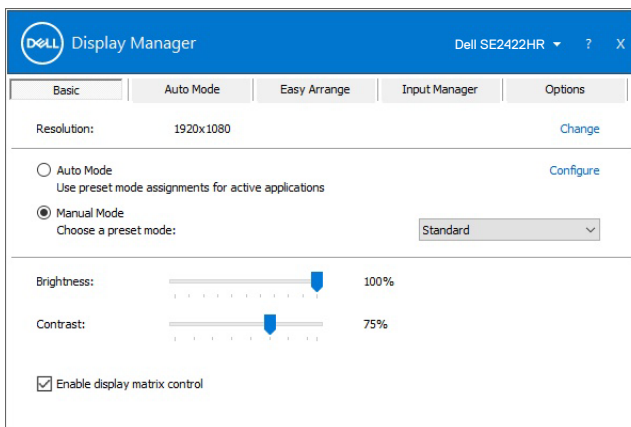 DELL Display Manager Dell SE2422HR ? X
Basic Auto Mode Easy Arrange Input Manager Options
Resolution: 1920x1080 Change
Auto Mode Configure
Use preset mode assignments for active applications
Manual Mode
Choose a preset mode: Standard
Brightness: 100%
Contrast: 75%
Enable display matrix control